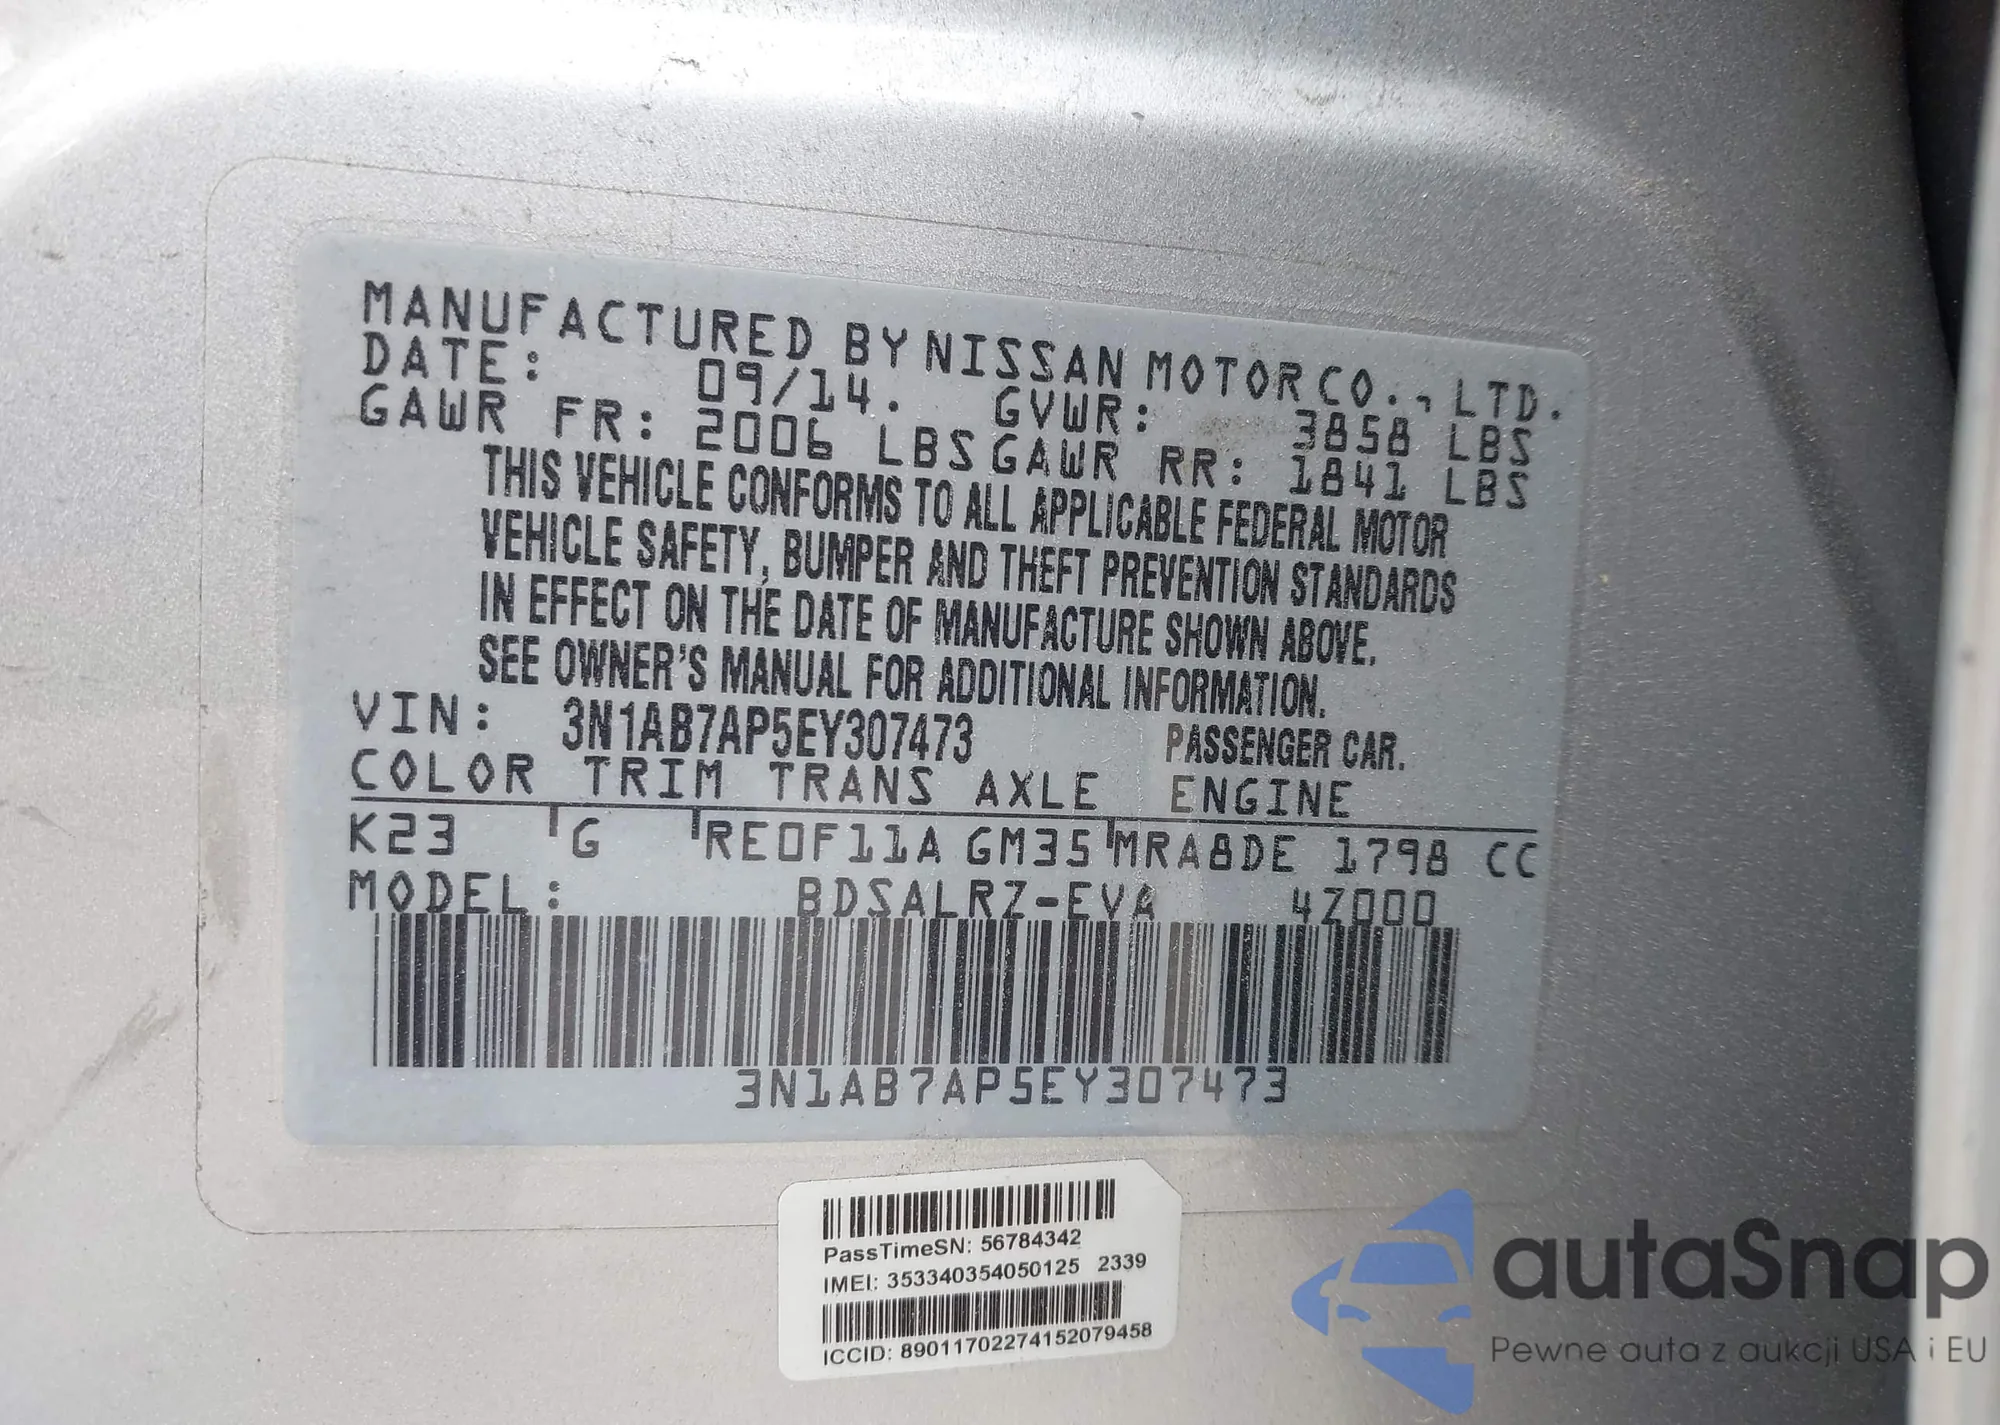 MANUFACTURED BY NISSAN MOTOR CO., LTD.
DATE: 09/14. GVWR: 3858 LBS
GAWR FR: 2006 LBS GAWR RR: 1841 LBS
THIS VEHICLE CONFORMS TO ALL APPLICABLE FEDERAL MOTOR
VEHICLE SAFETY, BUMPER AND THEFT PREVENTION STANDARDS
IN EFFECT ON THE DATE OF MANUFACTURE SHOWN ABOVE.
SEE OWNER'S MANUAL FOR ADDITIONAL INFORMATION.
VIN: 3N1AB7AP5EY307473 PASSENGER CAR.
COLOR TRIM TRANS AXLE ENGINE
K23 G RE0F11A GM35 MRA8DE 1798 CC
MODEL: BDSALRZ-EVA 4Z000
3N1AB7AP5EY307473
PassTimeSN: 56784342
IMEI: 353340354050125 2339
ICCID: 89011702274152079458
autaSnap
Pewne auta z aukcji USA i EU